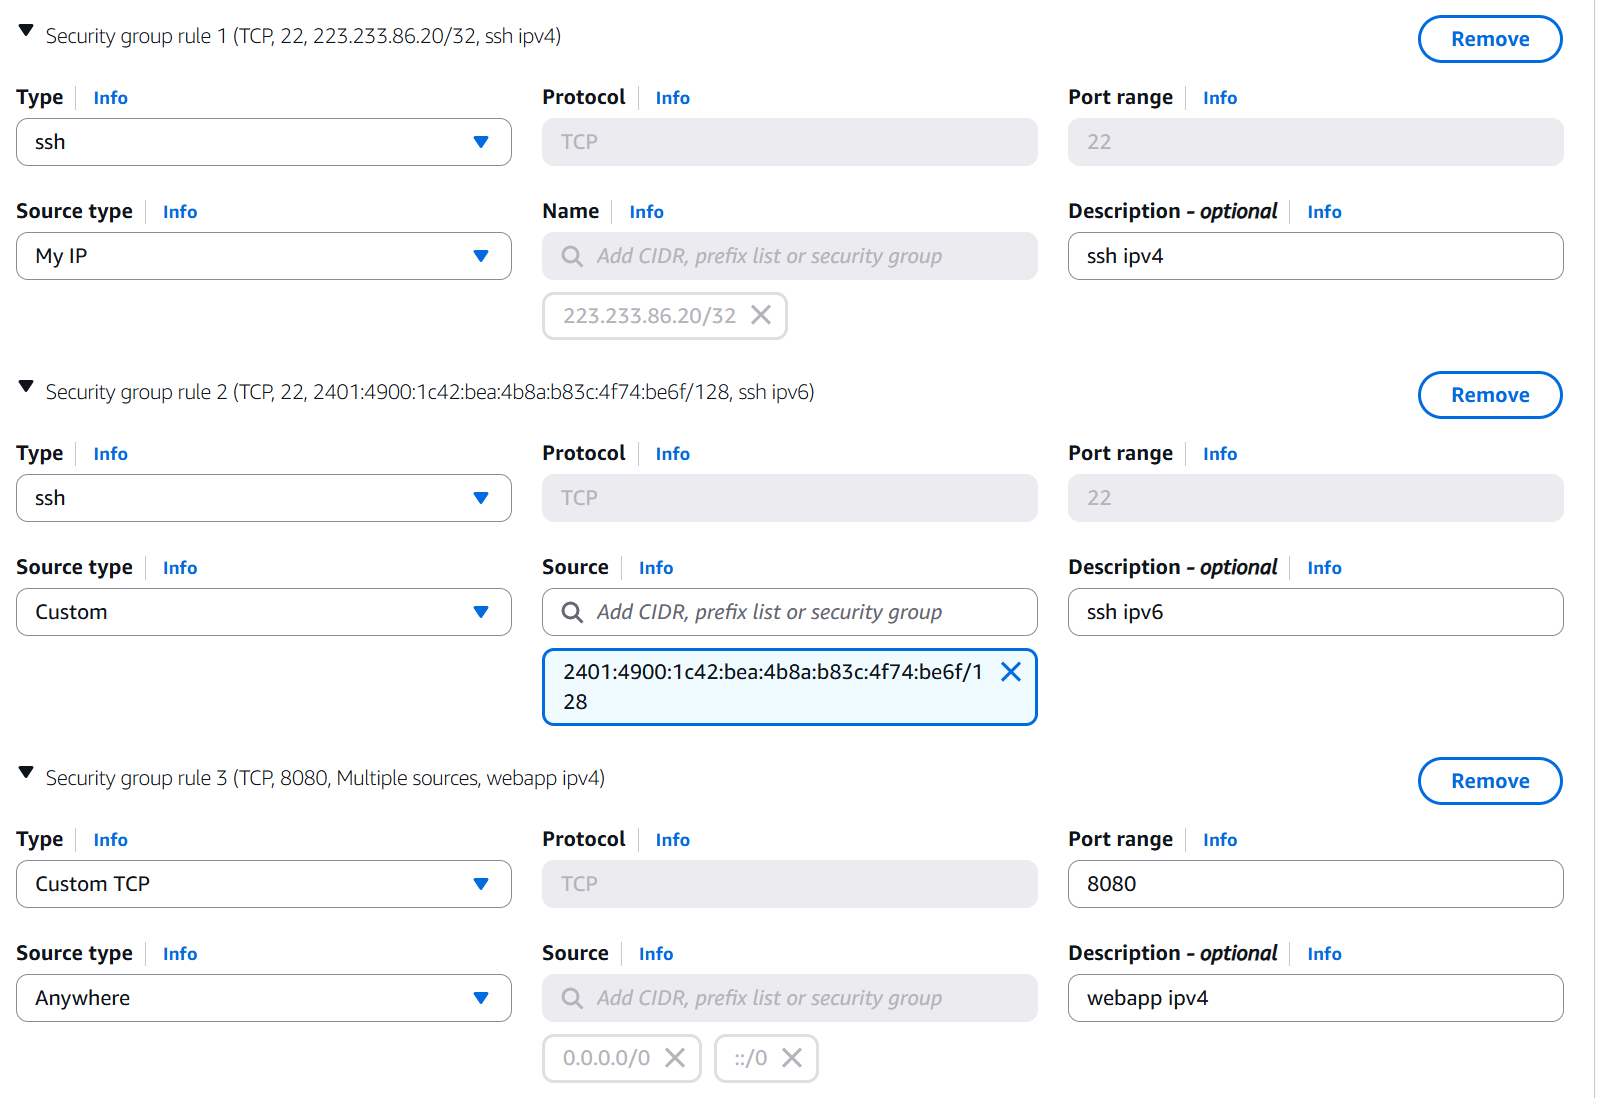 Security group rule 1 (TCP, 22, 223.233.86.20/32, ssh ipv4)
Remove
Type Info
Protocol Info
Port range Info
ssh
TCP
22
Source type Info
Name Info
Description - optional Info
My IP
Add CIDR, prefix list or security group
ssh ipv4
223.233.86.20/32
Security group rule 2 (TCP, 22, 2401:4900:1c42:bea:4b8a:b83c:4f74:be6f/128, ssh ipv6)
Remove
Type Info
Protocol Info
Port range Info
ssh
TCP
22
Source type Info
Source Info
Description - optional Info
Custom
Add CIDR, prefix list or security group
ssh ipv6
2401:4900:1c42:bea:4b8a:b83c:4f74:be6f/1
28
Security group rule 3 (TCP, 8080, Multiple sources, webapp ipv4)
Remove
Type Info
Protocol Info
Port range Info
Custom TCP
TCP
8080
Source type Info
Source Info
Description - optional Info
Anywhere
Add CIDR, prefix list or security group
webapp ipv4
0.0.0.0/0
::/0